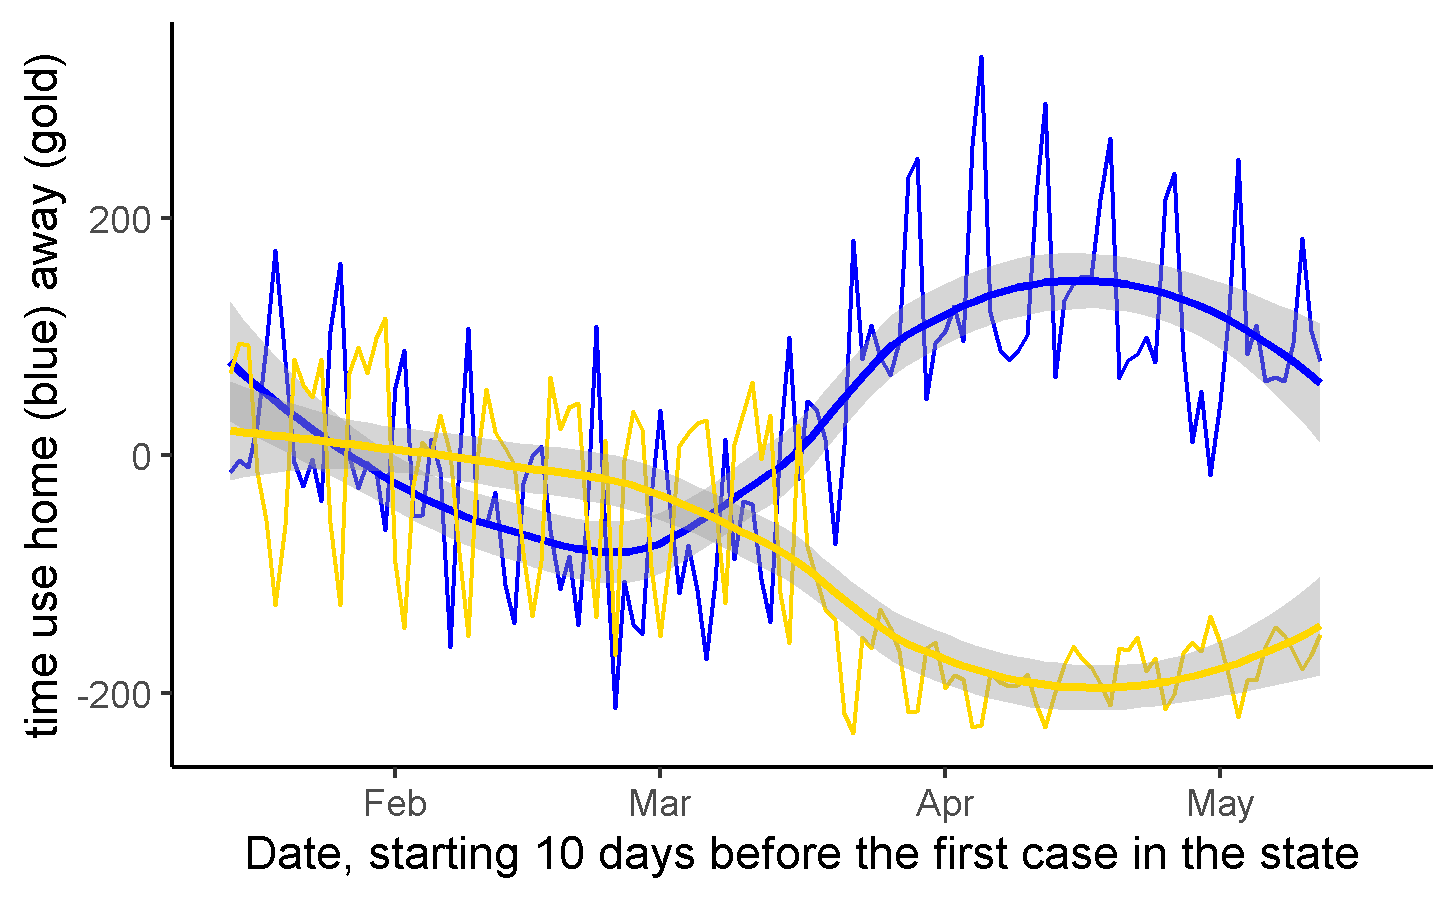 time use home (blue) away (gold)
200
0
-200
Feb Mar Apr May
Date, starting 10 days before the first case in the state